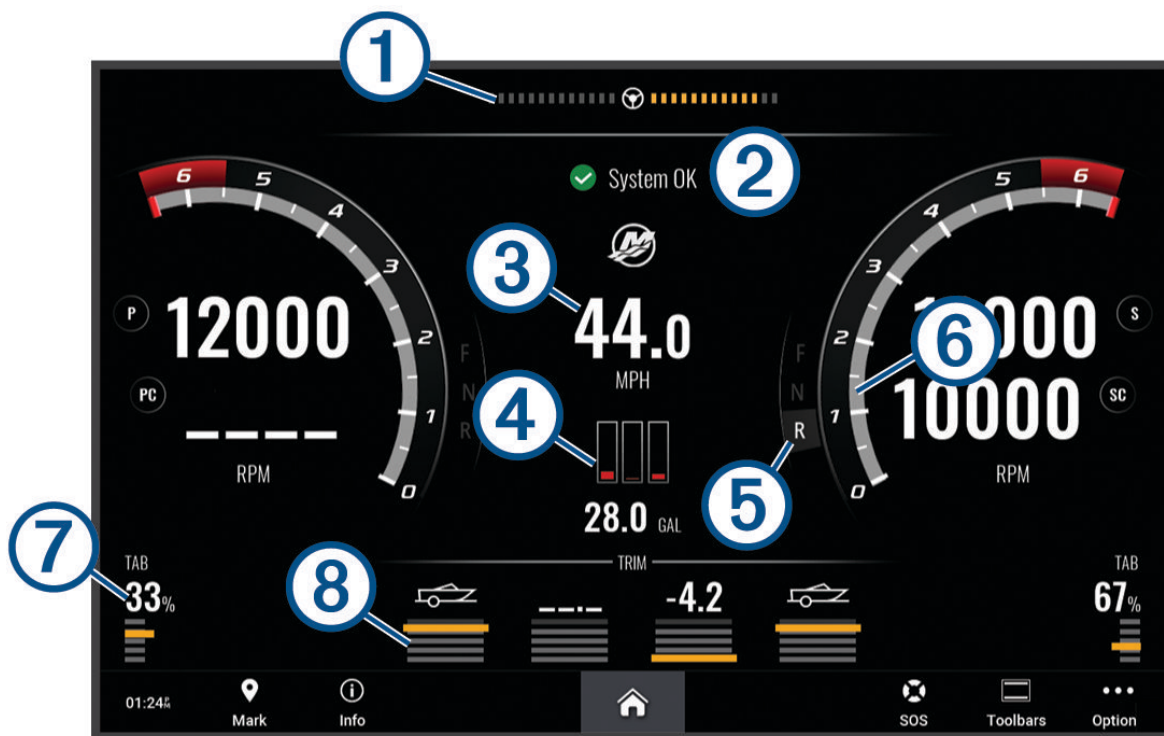 1
2
System OK
3
44.0
MPH
6 5 4 3 2 1 0
P
12000
PC
----
RPM
F
N
R
4
28.0 GAL
F
N
R
5
5 6
4
3
2
1
0
6
000
S
10000
SC
RPM
7
TAB
33%
8
TRIM
--.-
-4.2
TAB
67%
01:24 PM
Mark
Info
SOS
Toolbars
Option